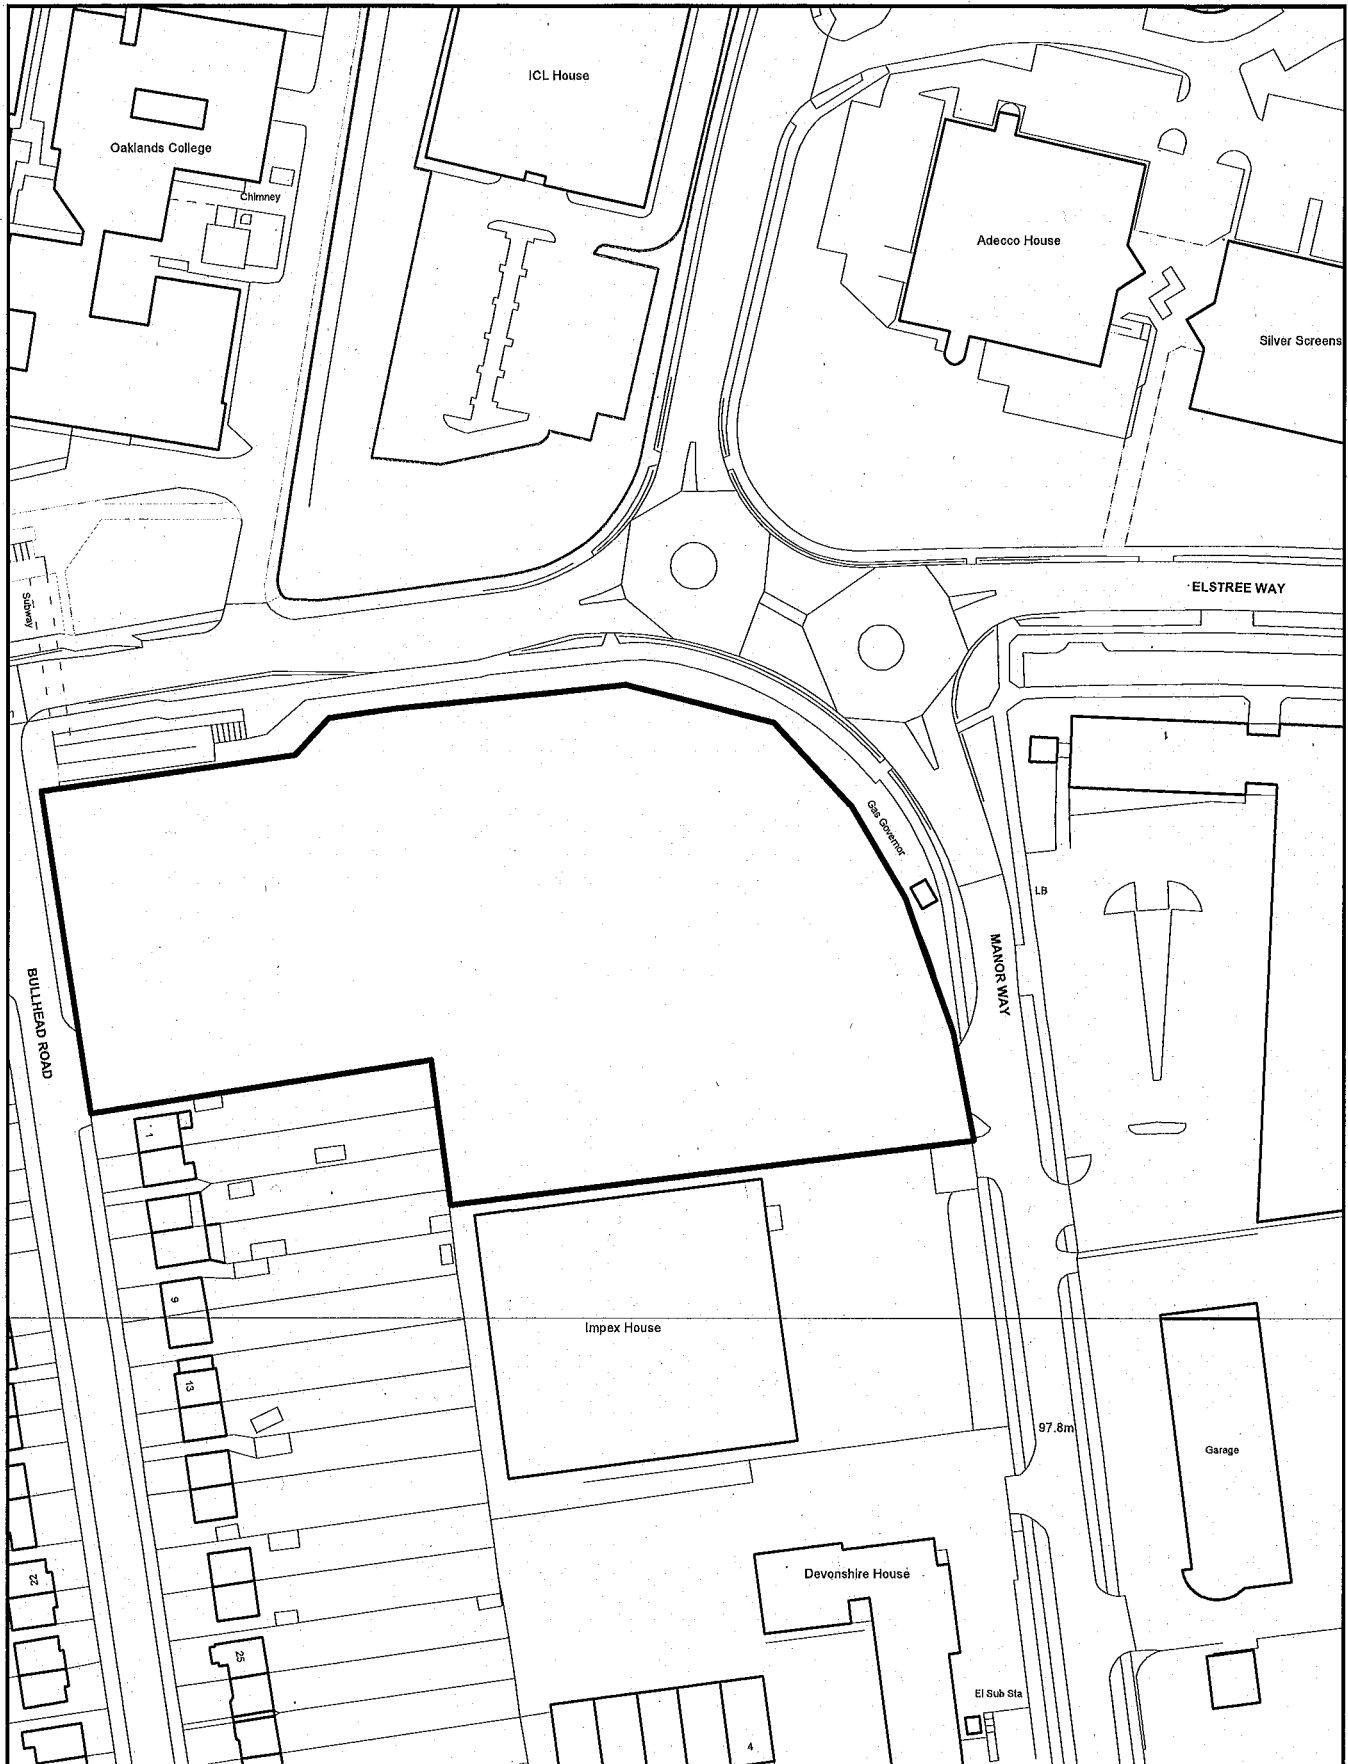 ICL House
Oaklands College
Chimney
Adecco House
Silver Screens
ELSTREE WAY
Subway
1
Gas Governor
LB
MANOR WAY
BULLHEAD ROAD
1
9
Impex House
13
97.8m
Garage
Devonshire House
22
25
El Sub Sta
4